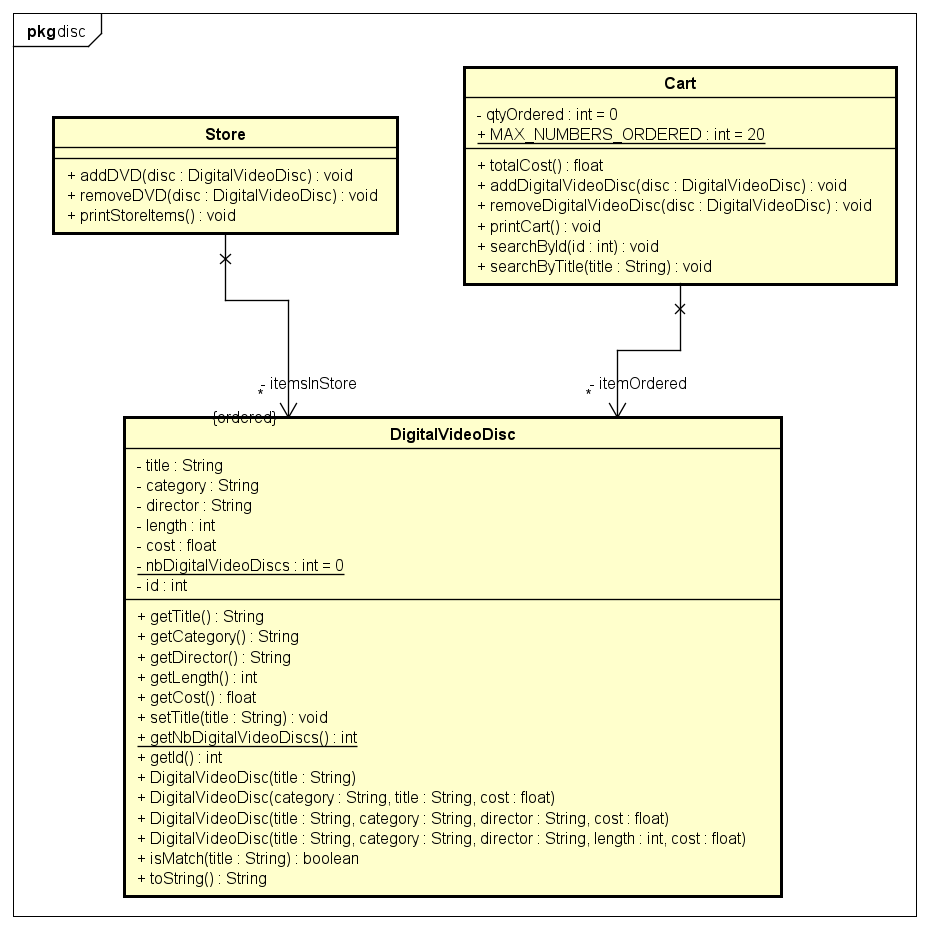 pkg disc
Store
+ addDVD(disc : DigitalVideoDisc) : void
+ removeDVD(disc : DigitalVideoDisc) : void
+ printStoreItems() : void
Cart
- qtyOrdered : int = 0
+ MAX_NUMBERS_ORDERED : int = 20
+ totalCost() : float
+ addDigitalVideoDisc(disc : DigitalVideoDisc) : void
+ removeDigitalVideoDisc(disc : DigitalVideoDisc) : void
+ printCart() : void
+ searchById(id : int) : void
+ searchByTitle(title : String) : void
- itemsInStore
*
{ordered}
- itemOrdered
*
DigitalVideoDisc
- title : String
- category : String
- director : String
- length : int
- cost : float
- nbDigitalVideoDiscs : int = 0
- id : int
+ getTitle() : String
+ getCategory() : String
+ getDirector() : String
+ getLength() : int
+ getCost() : float
+ setTitle(title : String) : void
+ getNbDigitalVideoDiscs() : int
+ getId() : int
+ DigitalVideoDisc(title : String)
+ DigitalVideoDisc(category : String, title : String, cost : float)
+ DigitalVideoDisc(title : String, category : String, director : String, cost : float)
+ DigitalVideoDisc(title : String, category : String, director : String, length : int, cost : float)
+ isMatch(title : String) : boolean
+ toString() : String